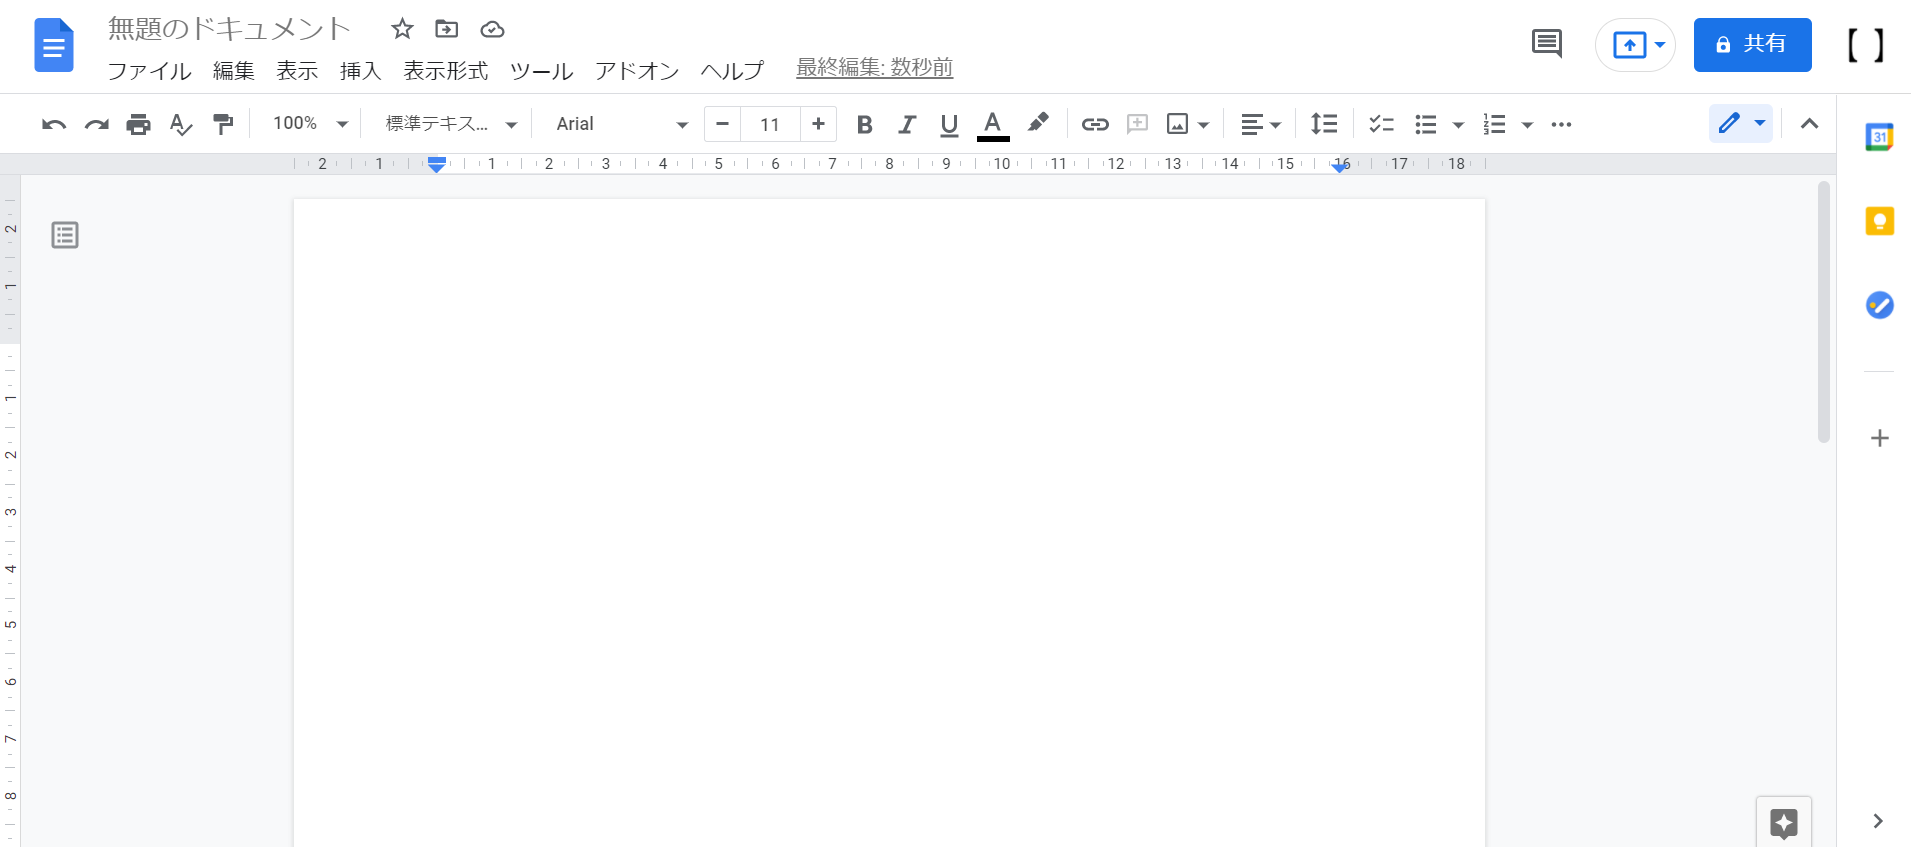 無題のドキュメント
ファイル 編集 表示 挿入 表示形式 ツール アドオン ヘルプ 最終編集: 数秒前
共有
【 】
100% 標準テキス... Arial 11 B I U A
2 1 1 2 3 4 5 6 7 8 9 10 11 12 13 14 15 16 17 18
31
2
1
1
2
3
4
5
6
7
8